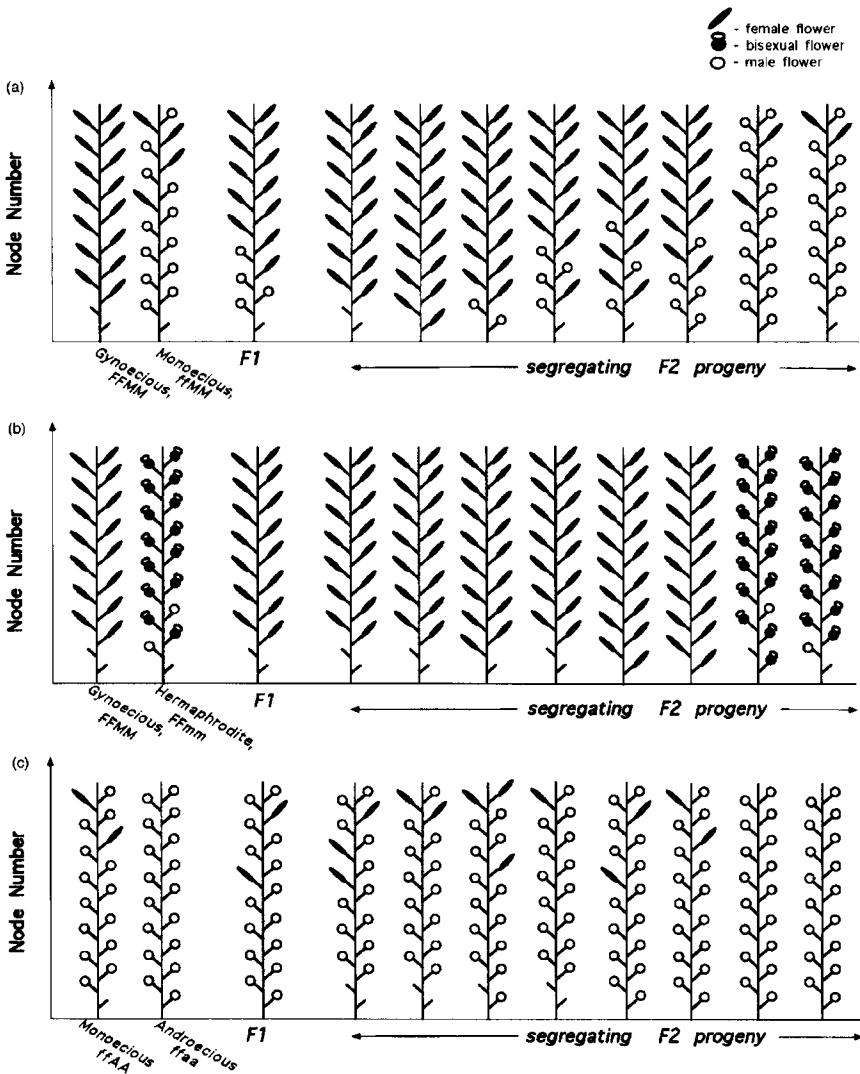 - female flower
- bisexual flower
- male flower
(a)
Node Number
Gynoecious,
FFMM
Monoecious,
ffMM
F1
segregating F2 progeny
(b)
Node Number
Gynoecious,
FFMM
Hermaphrodite,
FFmm
F1
segregating F2 progeny
(c)
Node Number
Monoecious
ffAA
Androecious
ffaa
F1
segregating F2 progeny